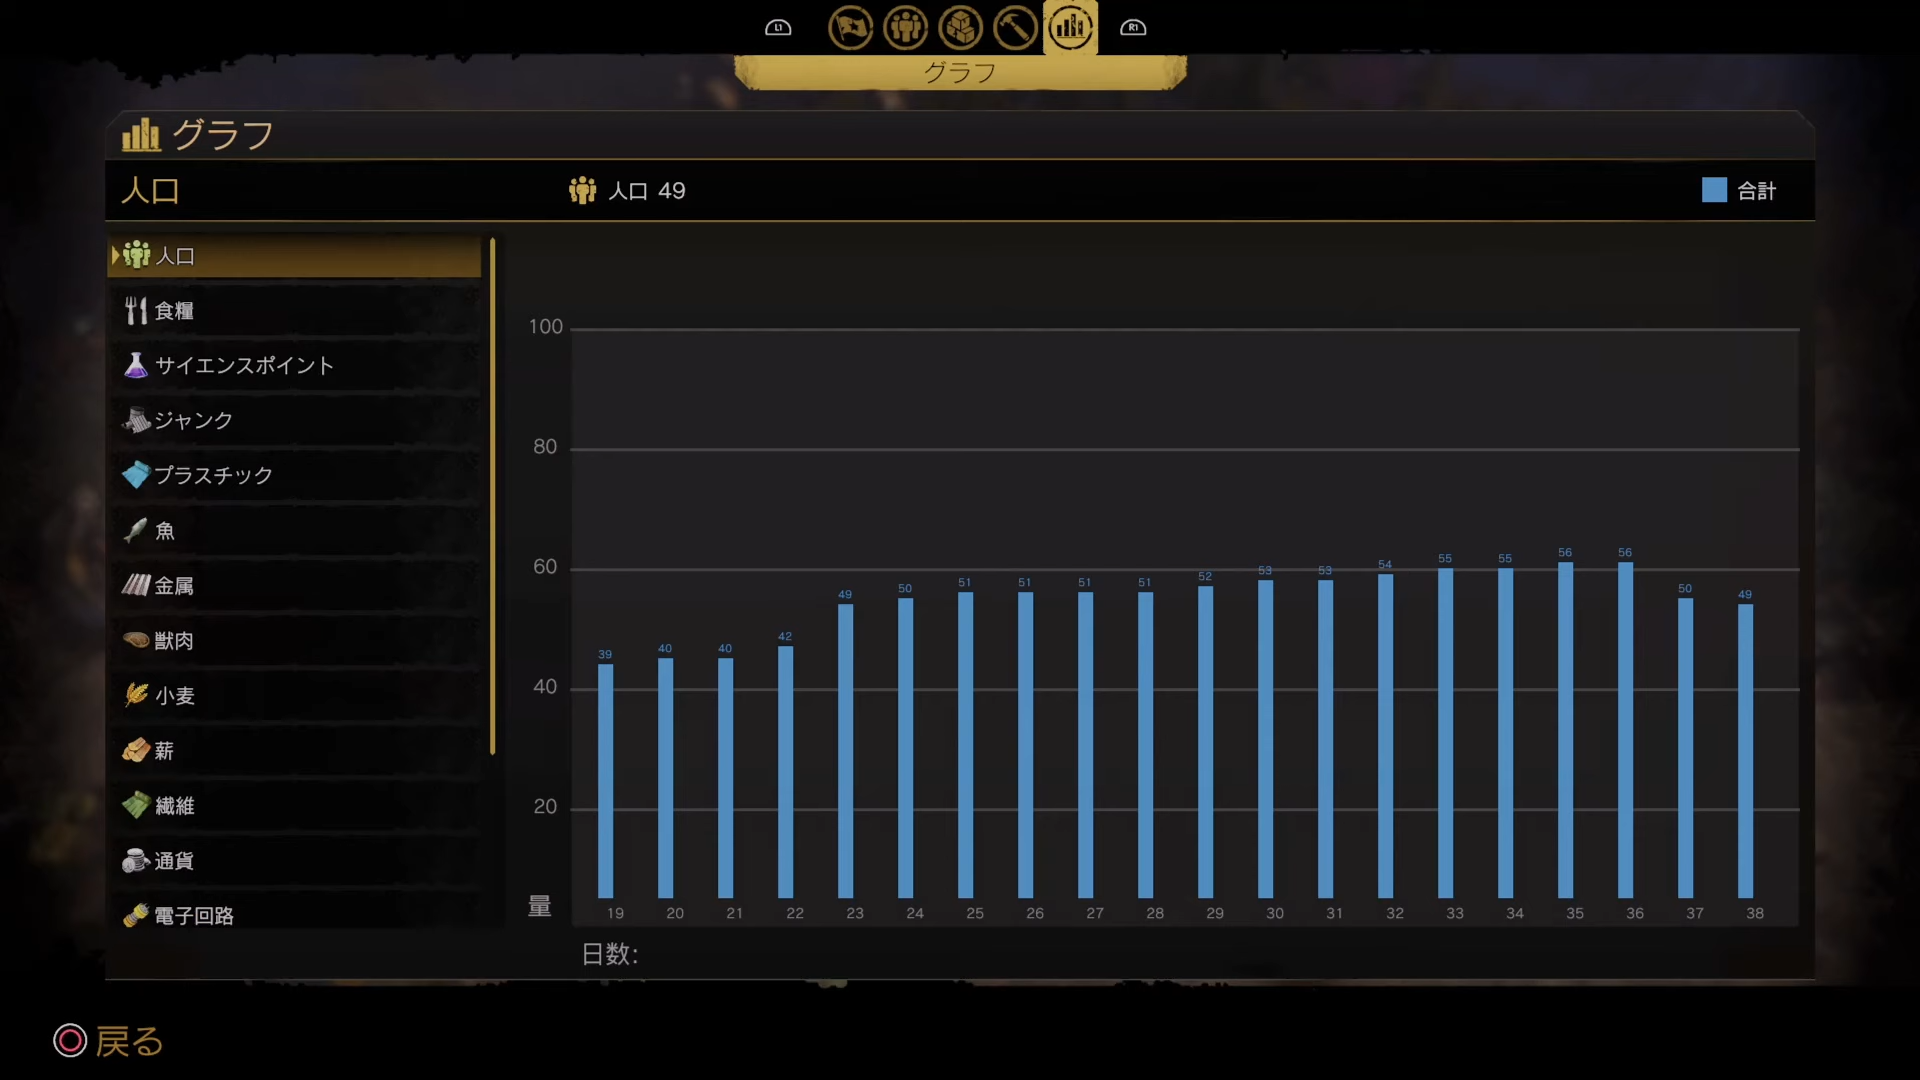 L1 R1
グラフ
グラフ
人口
人口 49
合計
人口
食糧
サイエンスポイント
ジャンク
プラスチック
魚
金属
獣肉
小麦
薪
繊維
通貨
電子回路
100
80
60
40
20
量
39 40 40 42 49 50 51 51 51 51 52 53 53 54 55 55 56 56 50 49
19 20 21 22 23 24 25 26 27 28 29 30 31 32 33 34 35 36 37 38
日数:
戻る